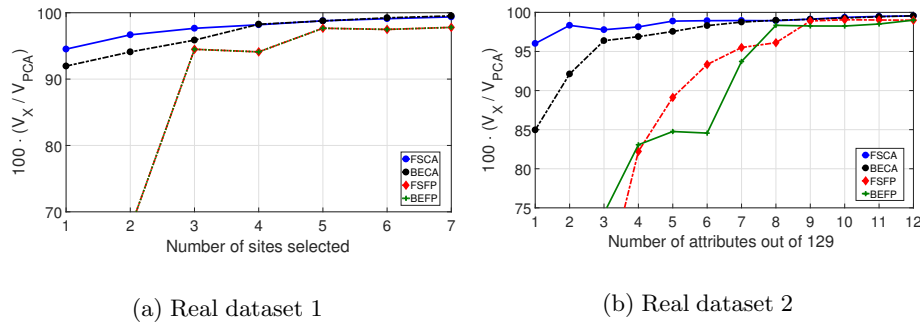 100 · (V_X / V_PCA)
100
90
80
70
1 2 3 4 5 6 7
Number of sites selected
FSCA
BECA
FSFP
BEFP
(a) Real dataset 1
100 · (V_X / V_PCA)
100
95
90
85
80
75
1 2 3 4 5 6 7 8 9 10 11 12
Number of attributes out of 129
FSCA
BECA
FSFP
BEFP
(b) Real dataset 2